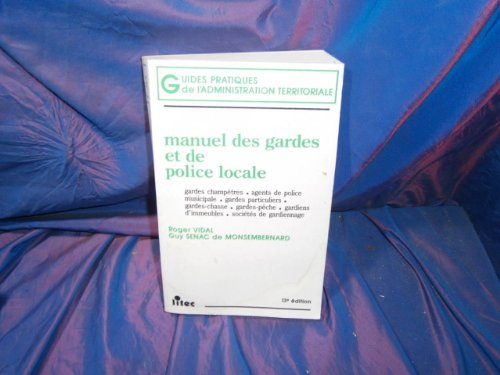 GUIDES PRATIQUES
de l'ADMINISTRATION TERRITORIALE
manuel des gardes
et de
police locale
gardes champêtres • agents de police
municipale • gardes particuliers •
gardes-chasse • gardes-pêche • gardiens
d'immeubles • sociétés de gardiennage
Roger VIDAL
Guy SENAC de MONSEMBERNARD
litec
13e édition